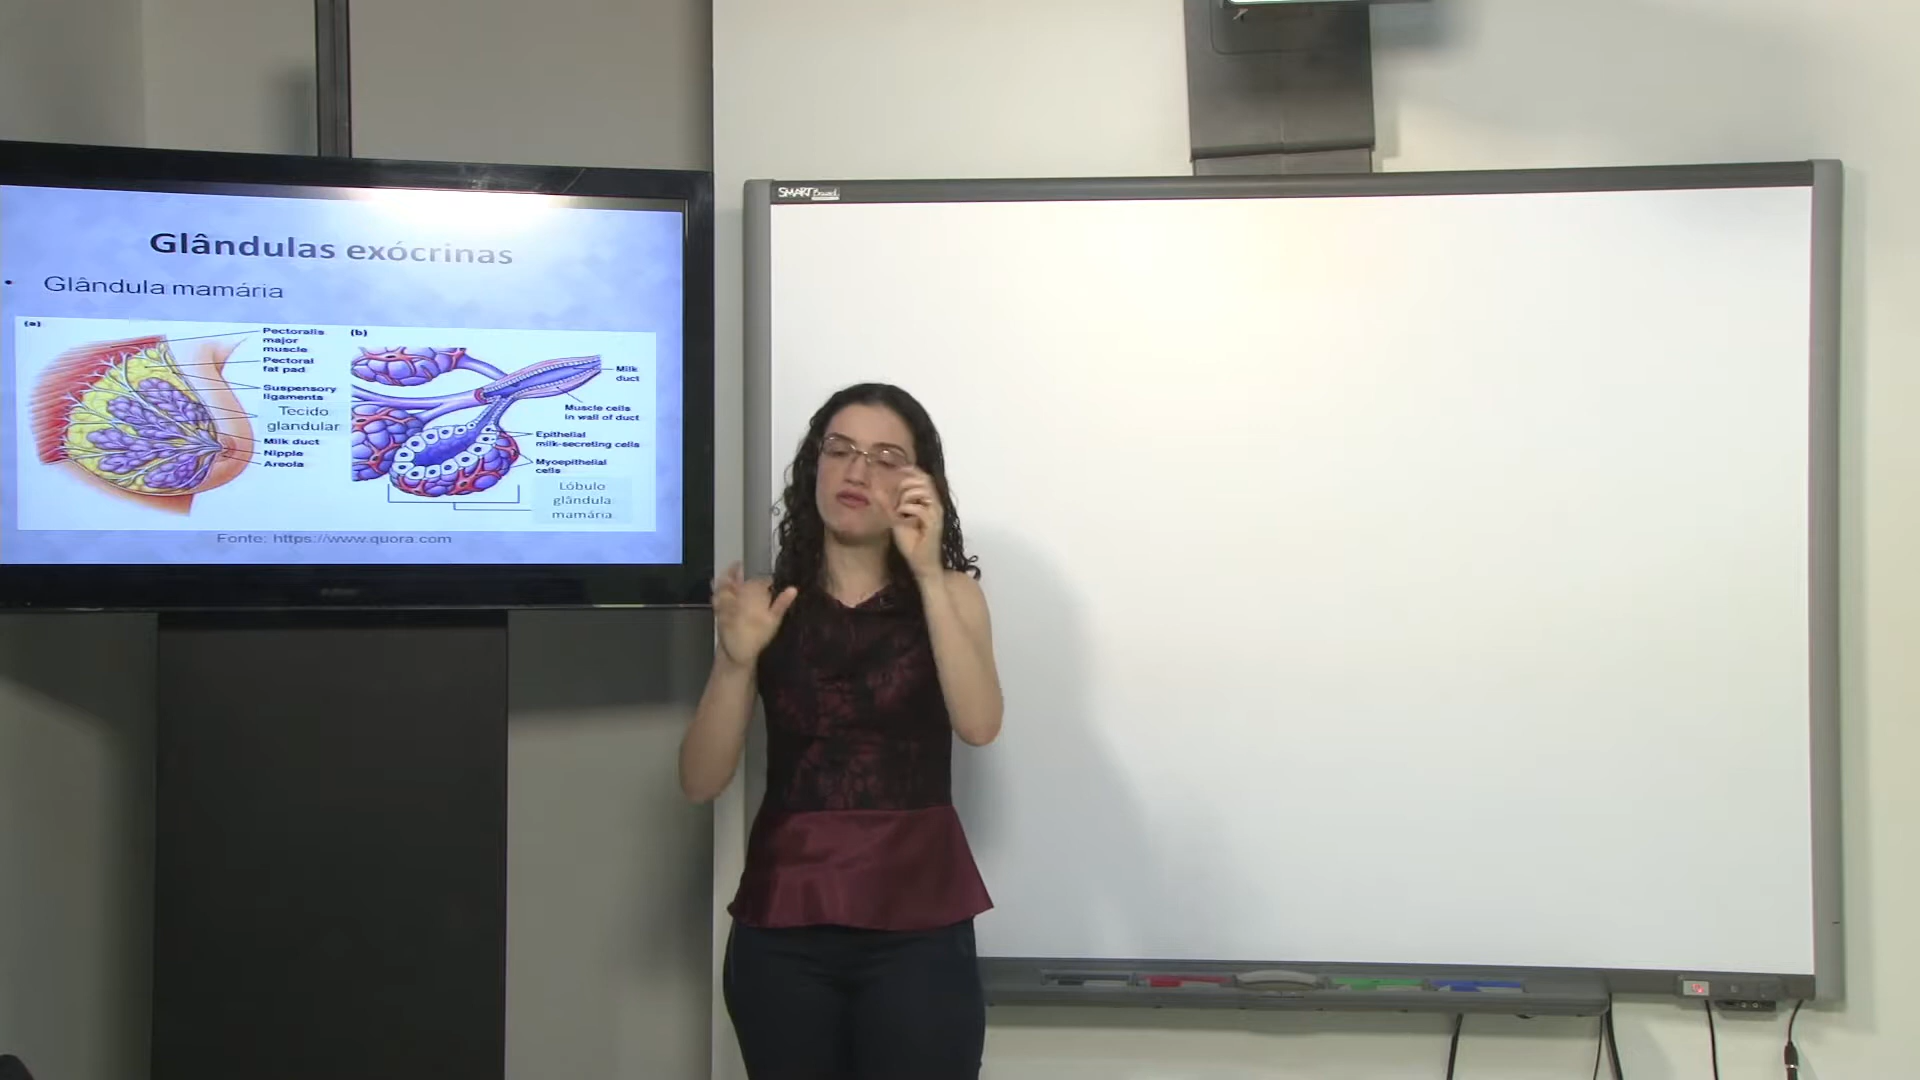 SMART Board
Glândulas exócrinas
• Glândula mamária
(a)
Pectoralis
major
muscle
Pectoral
fat pad
Suspensory
ligaments
Tecido
glandular
Milk duct
Nipple
Areola
(b)
Milk
duct
Muscle cells
in wall of duct
Epithelial
milk-secreting cells
Myoepithelial
cells
Lóbulo
glândula
mamária
Fonte: https://www.quora.com